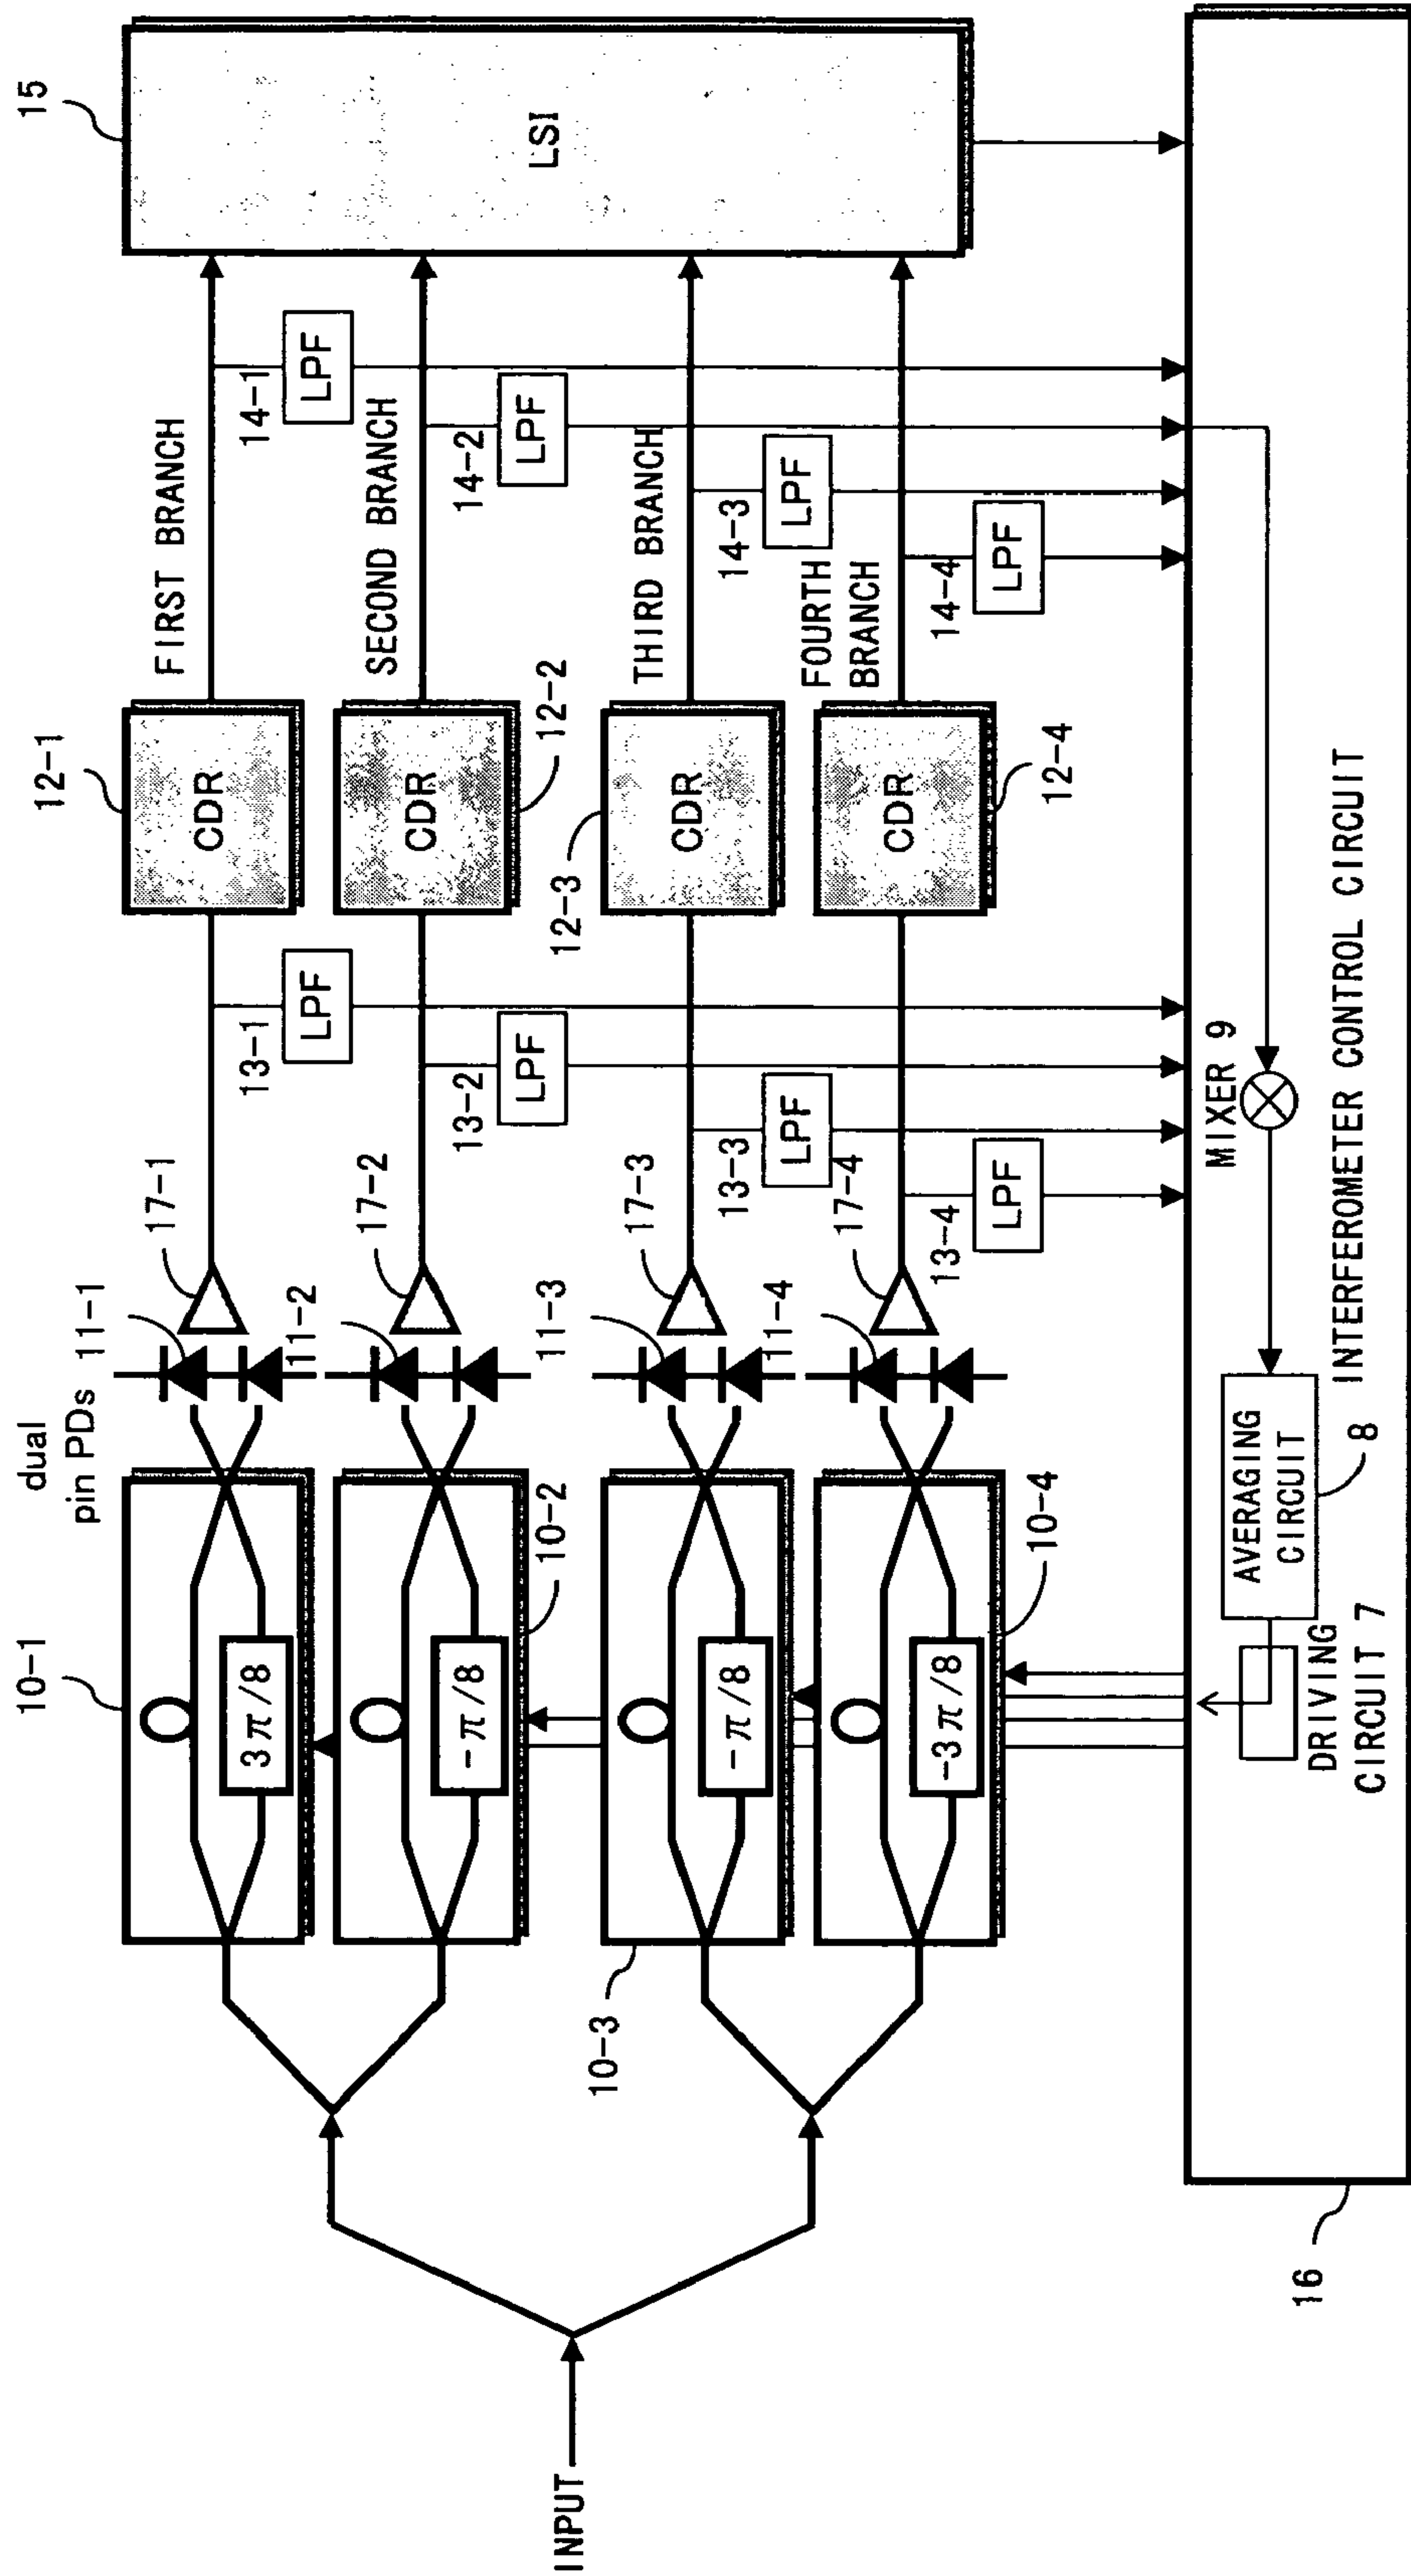 INPUT
10-1
3π/8
-π/8
10-2
10-3
-π/8
-3π/8
10-4
dual
pin PDs
11-1
11-2
11-3
11-4
17-1
17-2
17-3
17-4
13-1
LPF
13-2
LPF
13-3
LPF
13-4
LPF
12-1
CDR
CDR
12-2
12-3
CDR
CDR
12-4
FIRST BRANCH
SECOND BRANCH
THIRD BRANCH
FOURTH
BRANCH
14-1
LPF
14-2
LPF
14-3
LPF
14-4
LPF
15
LSI
16
DRIVING
CIRCUIT 7
AVERAGING
CIRCUIT
8
MIXER 9
INTERFEROMETER CONTROL CIRCUIT